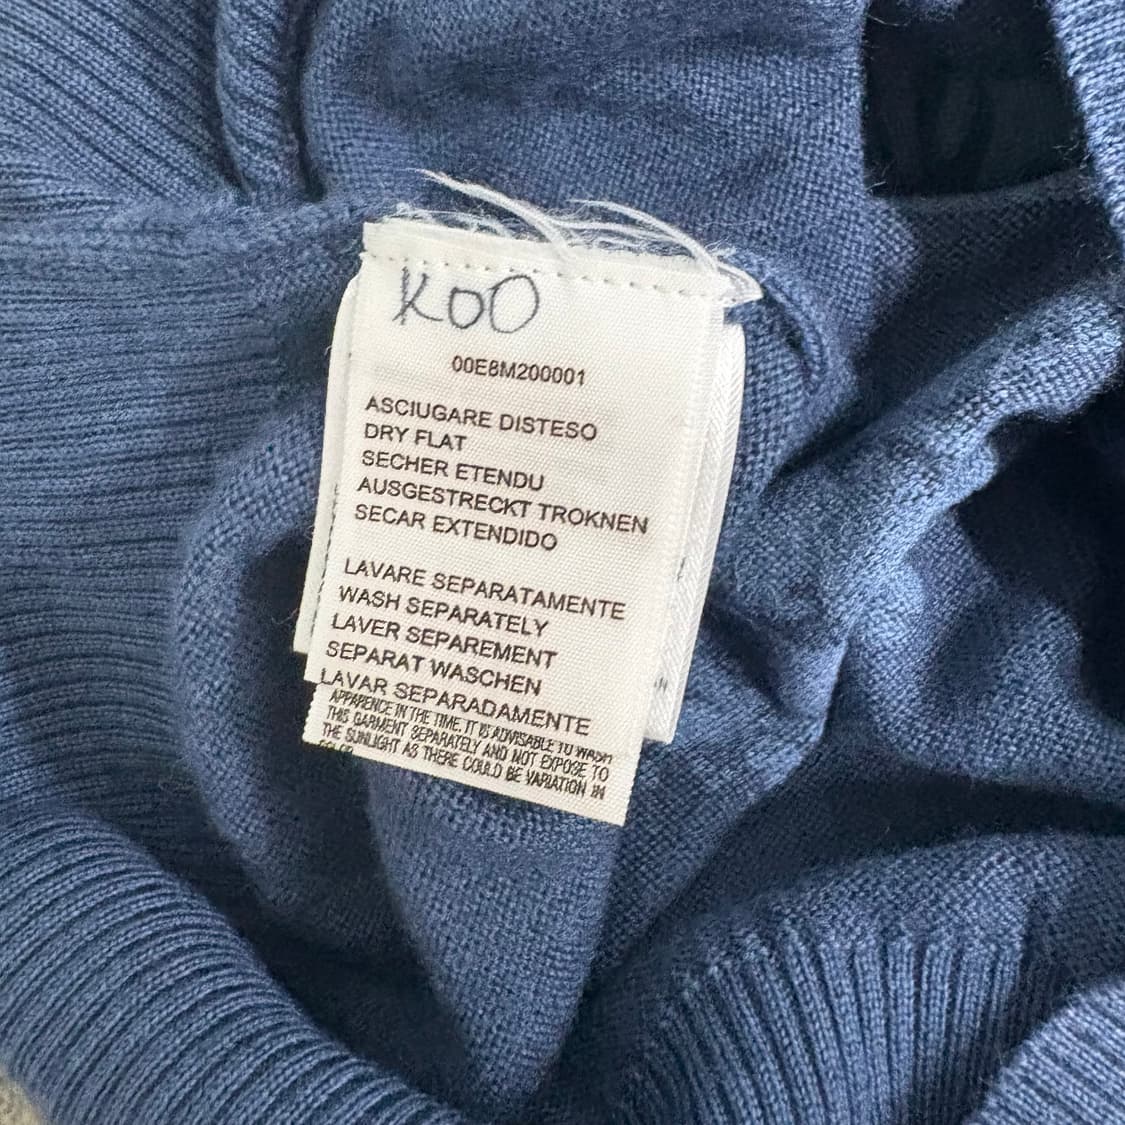 KOO
00E8M200001
ASCIUGARE DISTESO
DRY FLAT
SECHER ETENDU
AUSGESTRECKT TROKNEN
SECAR EXTENDIDO
LAVARE SEPARATAMENTE
WASH SEPARATELY
LAVER SEPAREMENT
SEPARAT WASCHEN
LAVAR SEPARADAMENTE
APPARENCE IN THE TIME. IT IS ADVISABLE TO WASH
THIS GARMENT SEPARATELY AND NOT EXPOSE TO
THE SUNLIGHT AS THERE COULD BE VARIATION IN